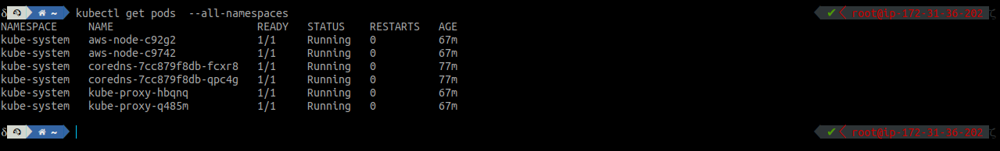 δ ~ kubectl get pods --all-namespaces ✔ root@ip-172-31-36-202
NAMESPACE NAME READY STATUS RESTARTS AGE
kube-system aws-node-c92g2 1/1 Running 0 67m
kube-system aws-node-c9742 1/1 Running 0 67m
kube-system coredns-7cc879f8db-fcxr8 1/1 Running 0 77m
kube-system coredns-7cc879f8db-qpc4g 1/1 Running 0 77m
kube-system kube-proxy-hbqnq 1/1 Running 0 67m
kube-system kube-proxy-q485m 1/1 Running 0 67m
δ ~ ✔ root@ip-172-31-36-202